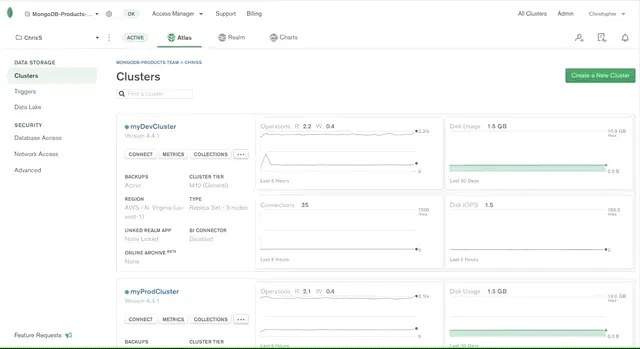 MongoDB-Products-
OK
Access Manager
Support
Billing
All Clusters
Admin
Christopher
ChrisS
ACTIVE
Atlas
Realm
Charts
DATA STORAGE
Clusters
Triggers
Data Lake
SECURITY
Database Access
Network Access
Advanced
Feature Requests
MONGODB-PRODUCTS-TEAM > CHRISS
Clusters
Find a Cluster
Create a New Cluster
myDevCluster
Version 4.4.1
CONNECT METRICS COLLECTIONS ...
BACKUPS
Active
CLUSTER TIER
M10 (General)
REGION
AWS / N. Virginia (us-
east-1)
TYPE
Replica Set - 3 nodes
LINKED REALM APP
None Linked
BI CONNECTOR
Disabled
ONLINE ARCHIVE BETA
None
Operations R: 2.2 W: 0.4
0
Last 6 Hours
Disk Usage 1.5 GB
10.0 GB
max
0.0 B
Last 30 Days
Connections 35
1500
max
0
Last 6 Hours
Disk IOPS 1.5
100.0
max
0
Last 6 Hours
myProdCluster
Version 4.4.1
CONNECT METRICS COLLECTIONS ...
BACKUPS
CLUSTER TIER
Operations R: 2.1 W: 0.4
0
Last 6 Hours
Disk Usage 1.5 GB
10.0 GB
max
0.0 B
Last 30 Days